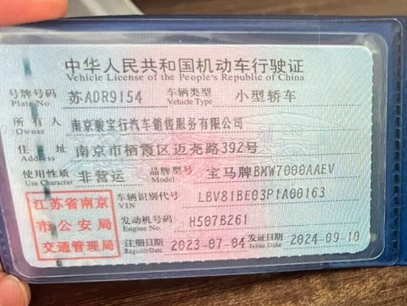 中华人民共和国机动车行驶证
Vehicle License of the People's Republic of China
号牌号码 苏ADR9154 车辆类型 小型轿车
Plate No. Vehicle Type
所有人 南京骏宝行汽车销售服务有限公司
Owner
住址 南京市栖霞区迈尧路392号
Address
使用性质 非营运 品牌型号 宝马牌BMW7000AAEV
Use Character Model
江苏省南京
市公安局
交通管理局
车辆识别代号 LBV81BE03P1A00163
VIN
发动机号码 H507B261
Engine No.
注册日期 2023-07-04 发证日期 2024-09-10
Register Date Issue Date